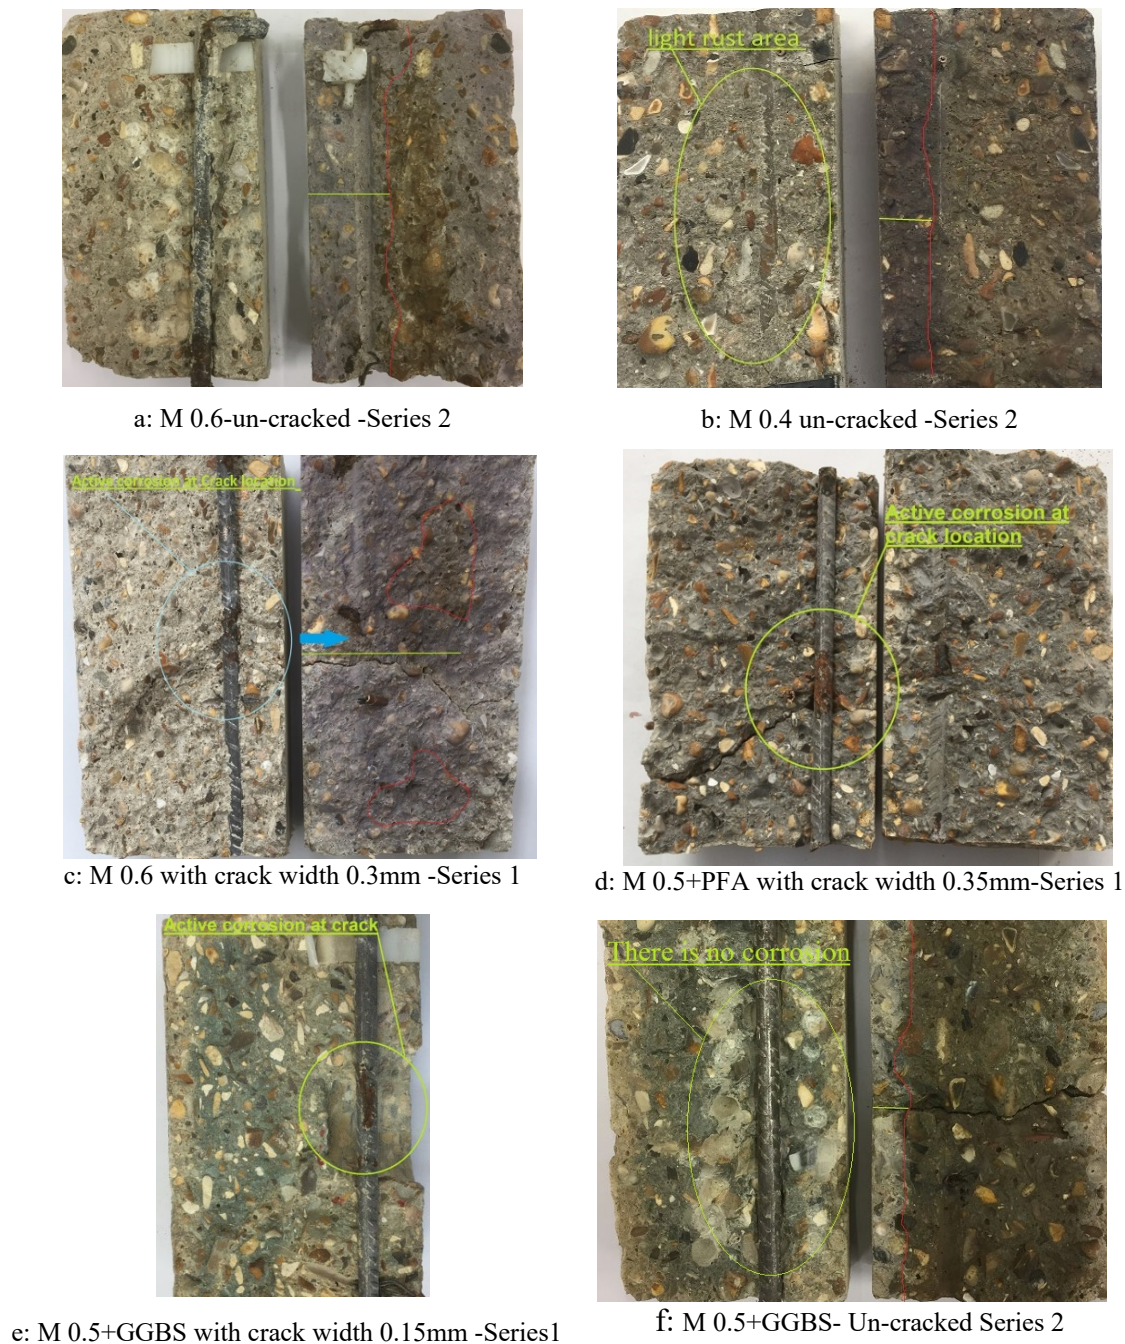 light rust area
a: M 0.6-un-cracked -Series 2
b: M 0.4 un-cracked -Series 2
Active corrosion at Crack location
Active corrosion at
crack location
c: M 0.6 with crack width 0.3mm -Series 1
d: M 0.5+PFA with crack width 0.35mm-Series 1
Active corrosion at crack
There is no corrosion
e: M 0.5+GGBS with crack width 0.15mm -Series1
f: M 0.5+GGBS- Un-cracked Series 2